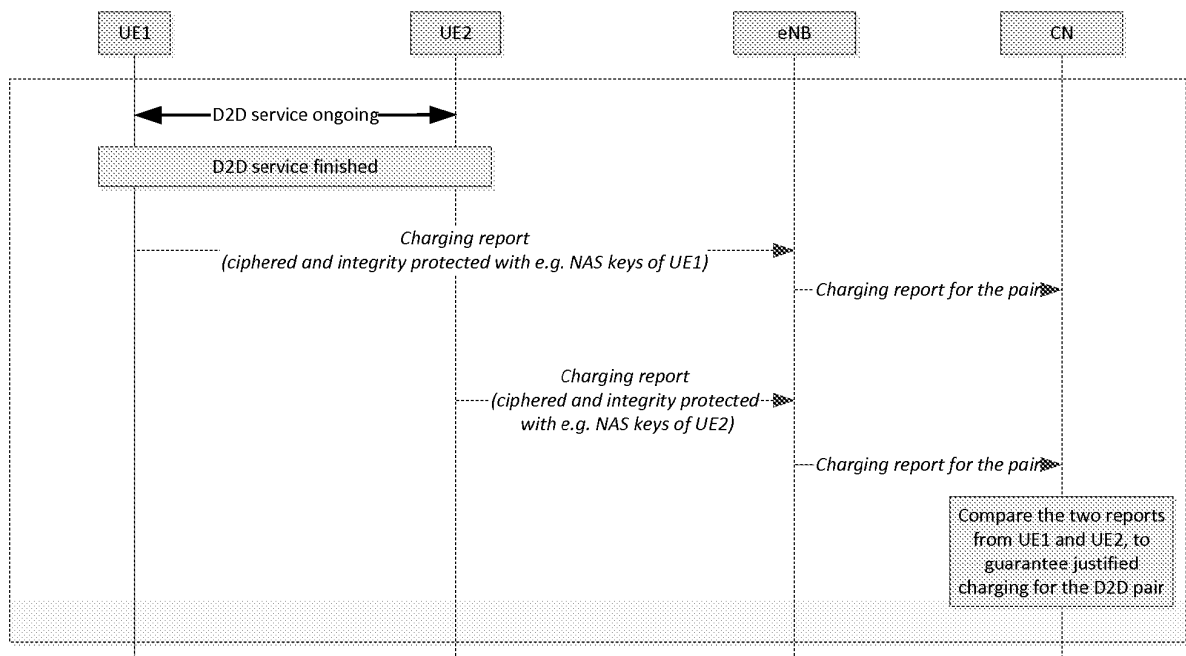 UE1
UE2
eNB
CN
D2D service ongoing
D2D service finished
Charging report
(ciphered and integrity protected with e.g. NAS keys of UE1)
Charging report for the pair
Charging report
(ciphered and integrity protected
with e.g. NAS keys of UE2)
Charging report for the pair
Compare the two reports
from UE1 and UE2, to
guarantee justified
charging for the D2D pair